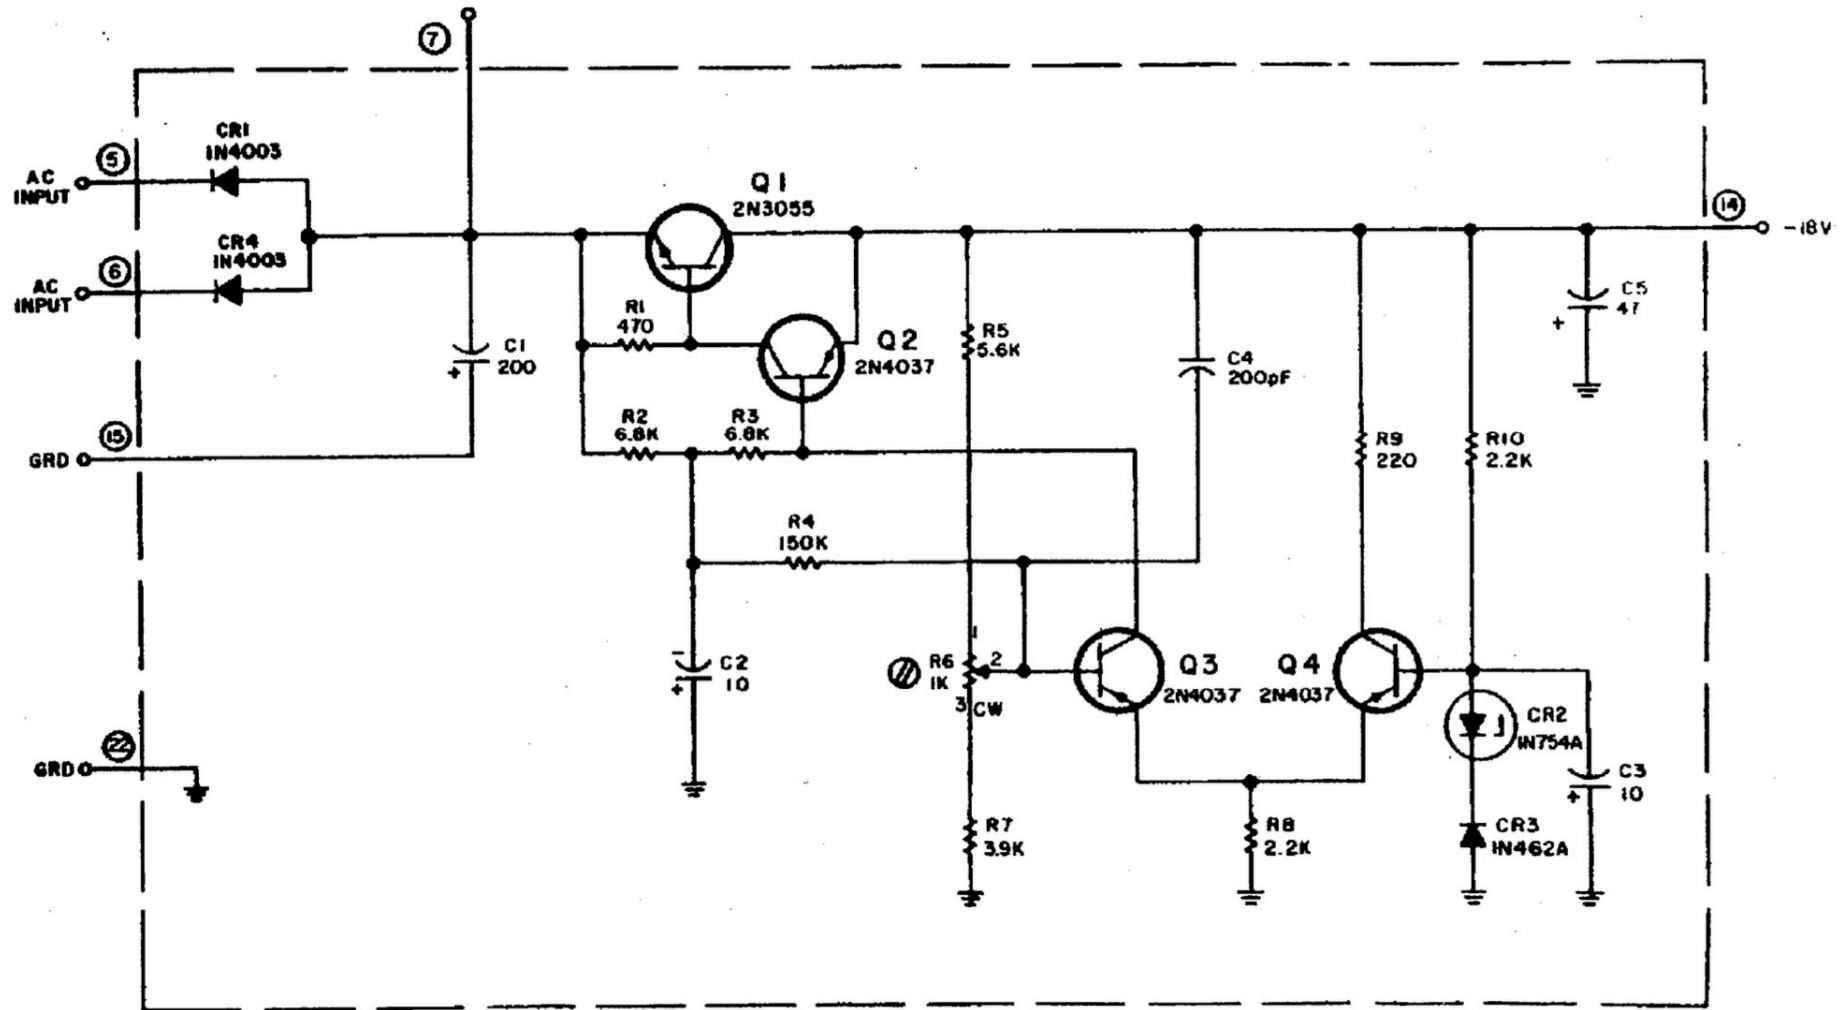 7
CR1
1N4003
5
AC
INPUT
CR4
1N4003
6
AC
INPUT
Q1
2N3055
14
-18V
R1
470
Q2
2N4037
C1
200
+
R5
5.6K
C4
200pF
C5
47
+
15
GRD
R2
6.8K
R3
6.8K
R9
220
R10
2.2K
R4
150K
1
2
3 CW
R6
1K
-
C2
10
+
Q3
2N4037
Q4
2N4037
CR2
1N754A
C3
10
+
22
GRD
R7
3.9K
R8
2.2K
CR3
1N462A